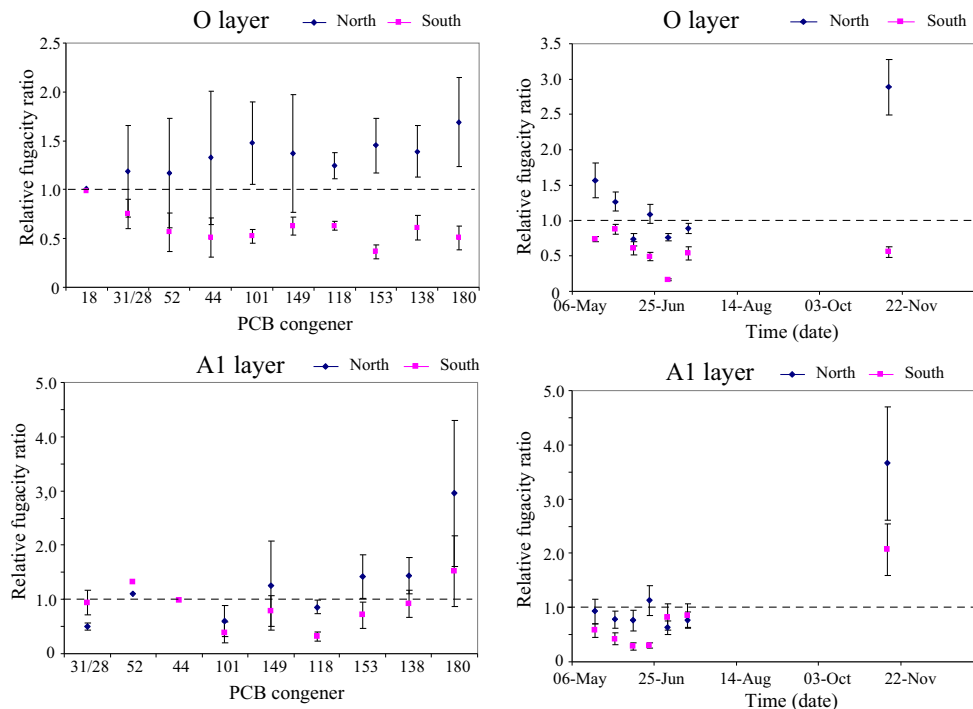 O layer
North
South
Relative fugacity ratio
2.5
2.0
1.5
1.0
0.5
0
18 31/28 52 44 101 149 118 153 138 180
PCB congener
O layer
North
South
Relative fugacity ratio
3.5
3.0
2.5
2.0
1.5
1.0
0.5
0.0
06-May 25-Jun 14-Aug 03-Oct 22-Nov
Time (date)
A1 layer
North
South
Relative fugacity ratio
5.0
4.0
3.0
2.0
1.0
0.0
31/28 52 44 101 149 118 153 138 180
PCB congener
A1 layer
North
South
Relative fugacity ratio
5.0
4.0
3.0
2.0
1.0
0.0
06-May 25-Jun 14-Aug 03-Oct 22-Nov
Time (date)